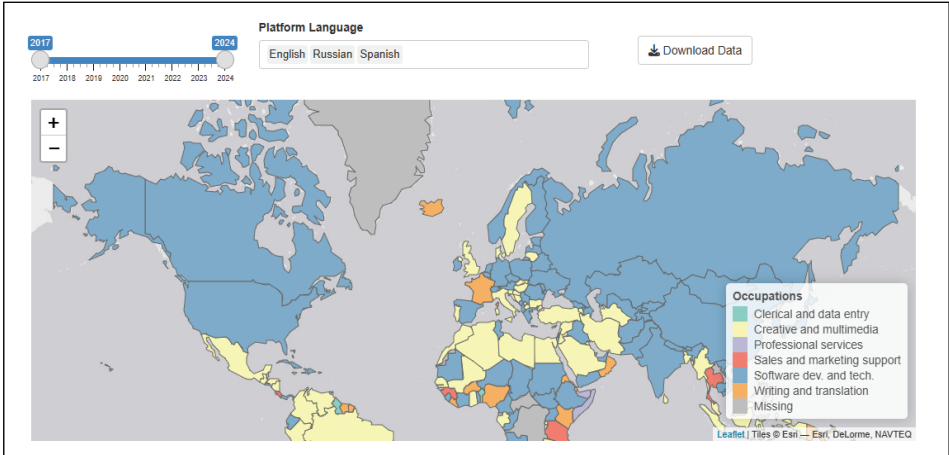 Platform Language
2017
2024
English Russian Spanish
Download Data
2017 2018 2019 2020 2021 2022 2023 2024
+
−
Occupations
Clerical and data entry
Creative and multimedia
Professional services
Sales and marketing support
Software dev. and tech.
Writing and translation
Missing
Leaflet | Tiles © Esri — Esri, DeLorme, NAVTEQ